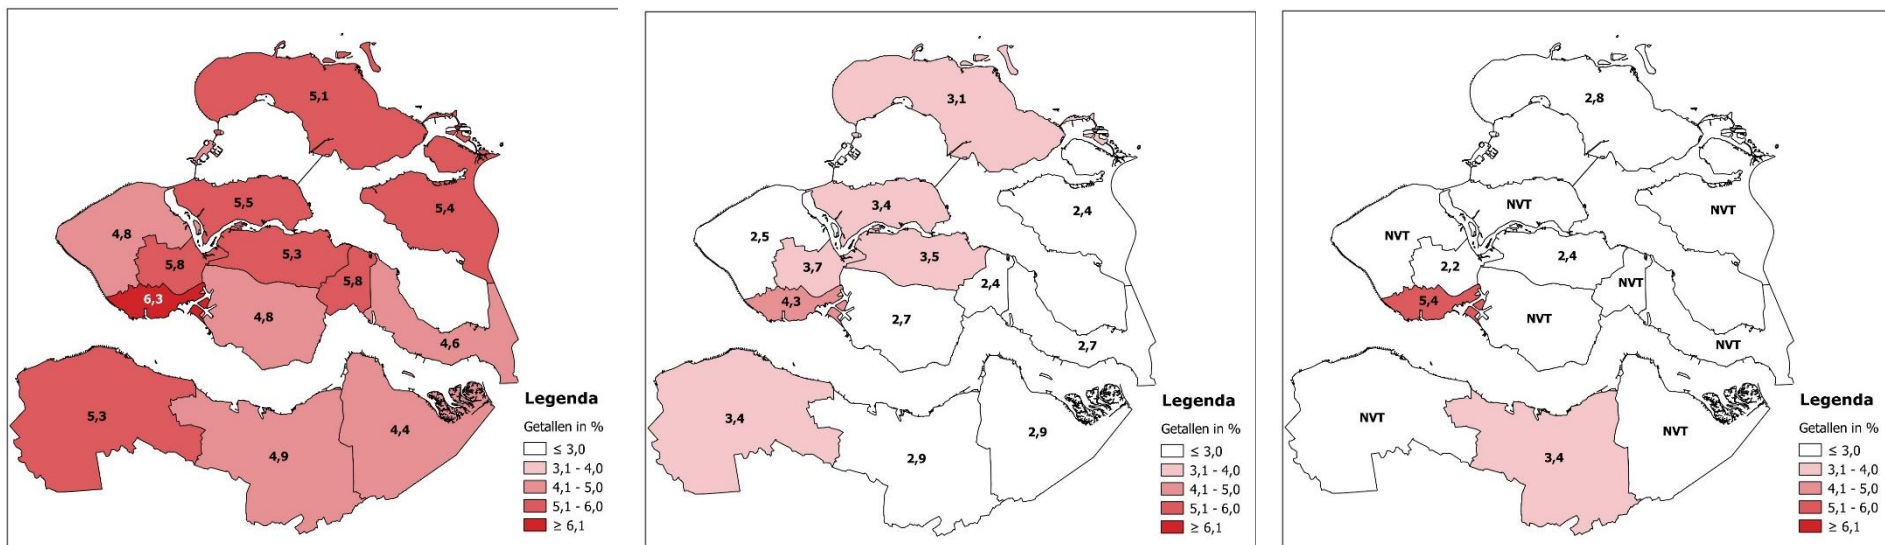 5,1
5,5
5,4
4,8
5,8
5,3
5,8
6,3
4,8
4,6
5,3
4,9
4,4
Legenda
Getallen in %
≤ 3,0
3,1 - 4,0
4,1 - 5,0
5,1 - 6,0
≥ 6,1
3,1
2,4
3,4
2,5
3,7
3,5
2,4
4,3
2,7
2,7
3,4
2,9
2,9
Legenda
Getallen in %
≤ 3,0
3,1 - 4,0
4,1 - 5,0
5,1 - 6,0
≥ 6,1
2,8
NVT
NVT
NVT
2,2
2,4
NVT
5,4
NVT
NVT
NVT
3,4
NVT
Legenda
Getallen in %
≤ 3,0
3,1 - 4,0
4,1 - 5,0
5,1 - 6,0
≥ 6,1